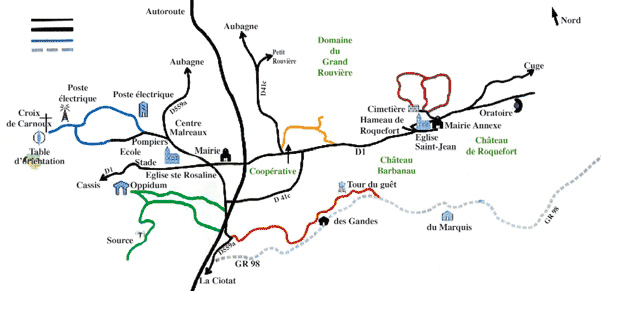 Autoroute
Nord
Aubagne
Petit
Rouvière
Domaine
du
Grand
Rouvière
Aubagne
Cuge
Poste
électrique
Poste électrique
D559a
D41c
Croix
de Carnoux
Centre
Malreaux
Cimetière
Hameau de
Roquefort
Mairie Annexe
Oratoire
Pompiers
Ecole
Stade
Mairie
Eglise
Saint-Jean
Château
de Roquefort
Table
d'orientation
D1
Eglise ste Rosaline
Coopérative
D1
Château
Barbanau
Cassis
Oppidum
D 41c
Tour du guêt
des Gandes
du Marquis
GR 98
Source
D559a
GR 98
La Ciotat